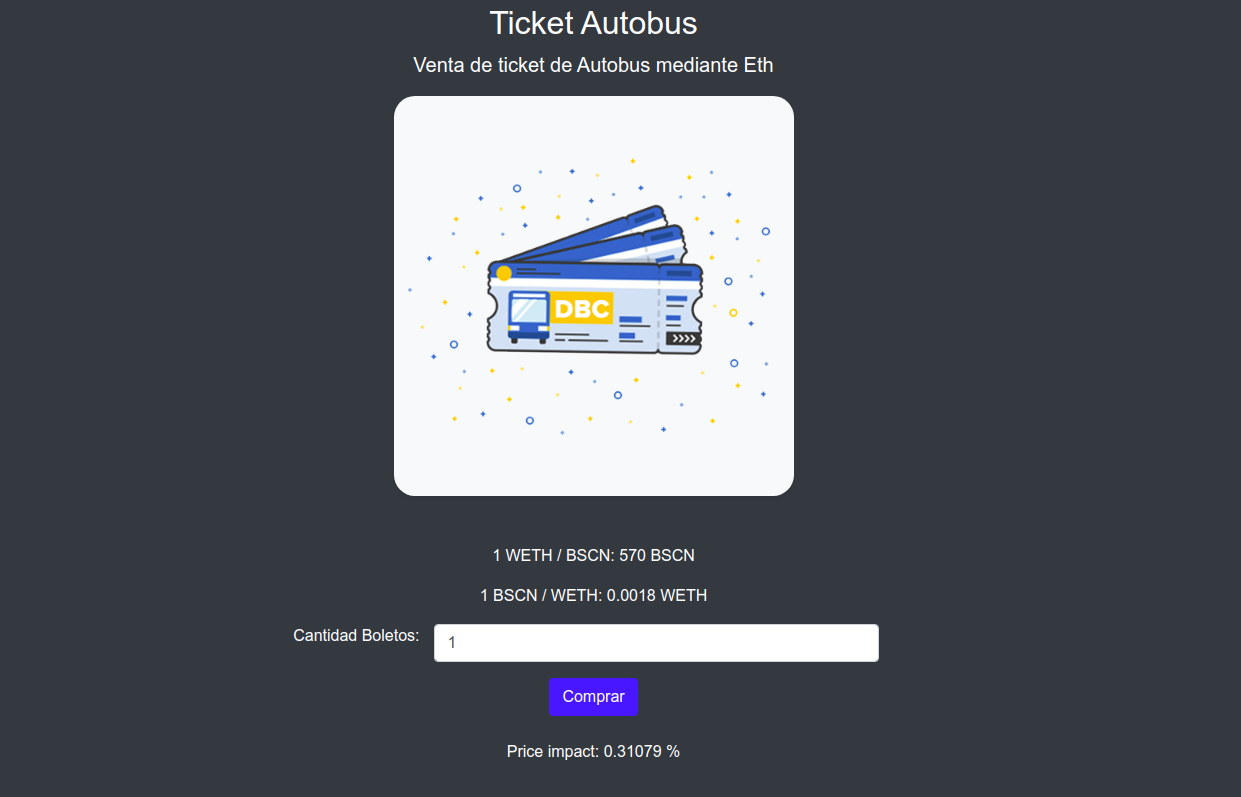 Ticket Autobus
Venta de ticket de Autobus mediante Eth
DBC
1 WETH / BSCN: 570 BSCN
1 BSCN / WETH: 0.0018 WETH
Cantidad Boletos: 1
Comprar
Price impact: 0.31079 %